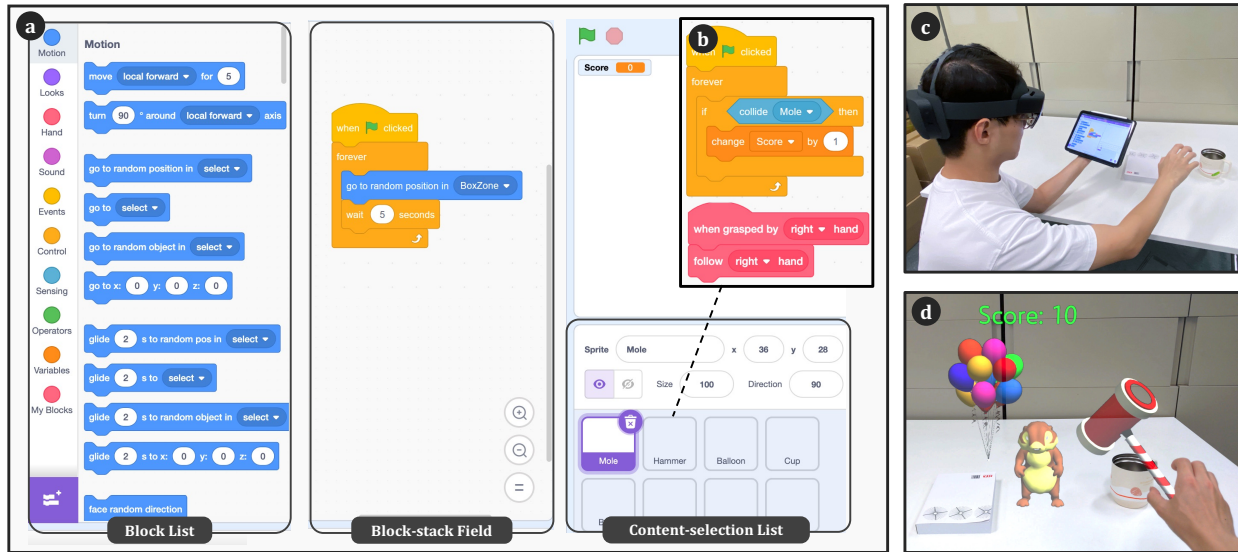 a
Motion
Looks
Hand
Sound
Events
Control
Sensing
Operators
Variables
My Blocks
Motion
move local forward for 5
turn 90 ° around local forward axis
go to random position in select
go to select
go to random object in select
go to x: 0 y: 0 z: 0
glide 2 s to random pos in select
glide 2 s to select
glide 2 s to random object in select
glide 2 s to x: 0 y: 0 z: 0
face random direction
Block List
when clicked
forever
go to random position in BoxZone
wait 5 seconds
Block-stack Field
Score 0
b
when clicked
forever
if collide Mole then
change Score by 1
when grasped by right hand
follow right hand
Sprite Mole x 36 y 28
Size 100 Direction 90
Mole
Hammer
Balloon
Cup
Content-selection List
c
d
Score: 10